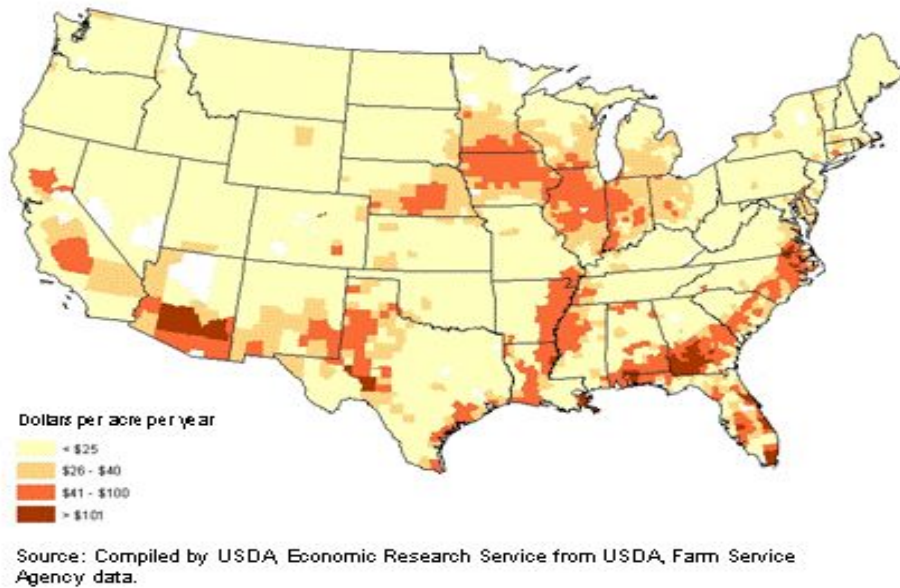 Dollars per acre per year
< $25
$26 - $40
$41 - $100
> $101
Source: Compiled by USDA, Economic Research Service from USDA, Farm Service
Agency data.